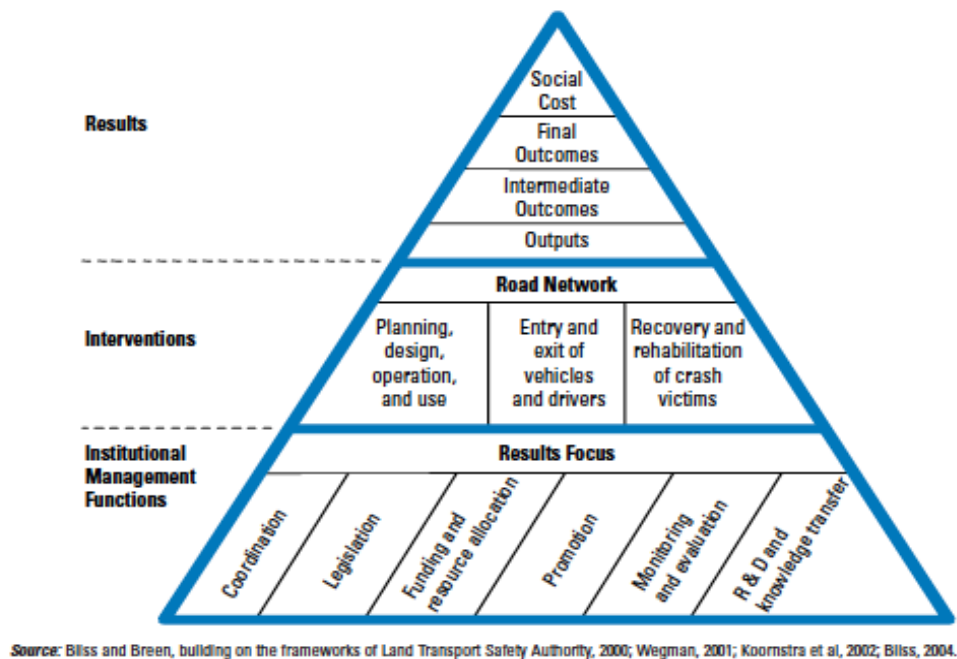 Social
Cost
Results
Final
Outcomes
Intermediate
Outcomes
Outputs
Road Network
Interventions
Planning,
design,
operation,
and use
Entry and
exit of
vehicles
and drivers
Recovery and
rehabilitation
of crash
victims
Institutional
Management
Functions
Results Focus
Coordination
Legislation
Funding and
resource allocation
Promotion
Monitoring
and evaluation
R & D and
knowledge transfer
Source: Bliss and Breen, building on the frameworks of Land Transport Safety Authority, 2000; Wegman, 2001; Koornstra et al, 2002; Bliss, 2004.